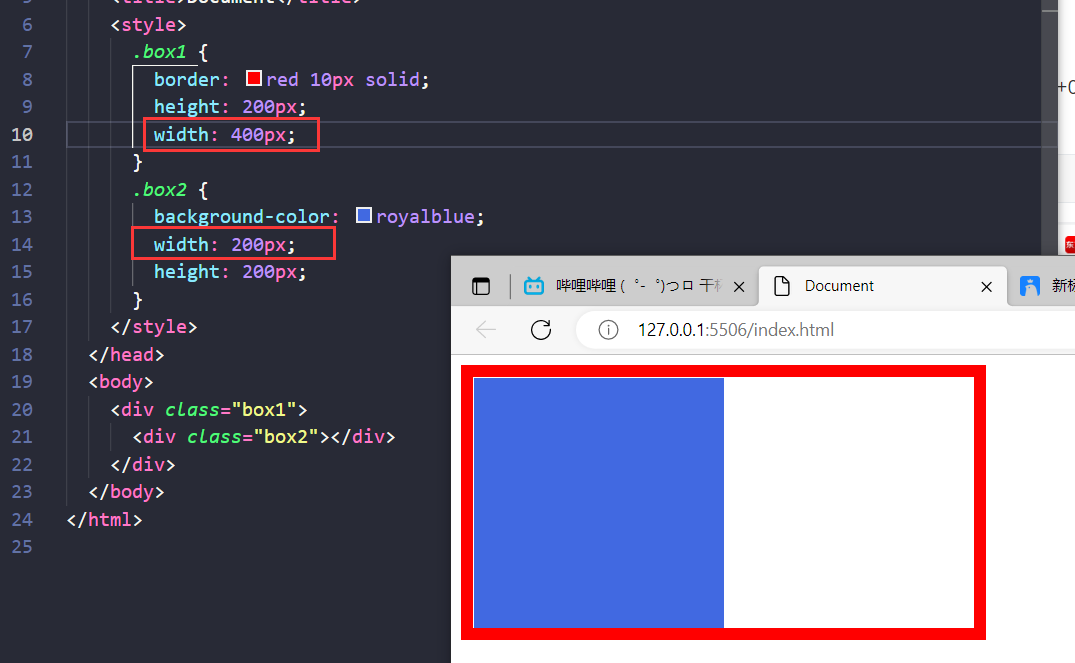 <title>Document</title>
6 <style>
7 .box1 {
8 border: red 10px solid;
9 height: 200px;
10 width: 400px;
11 }
12 .box2 {
13 background-color: royalblue;
14 width: 200px;
15 height: 200px;
16 }
17 </style>
18 </head>
19 <body>
20 <div class="box1">
21 <div class="box2"></div>
22 </div>
23 </body>
24 </html>
25
哔哩哔哩 ( ゜- ゜)つロ 干杯
Document
新标
127.0.0.1:5506/index.html